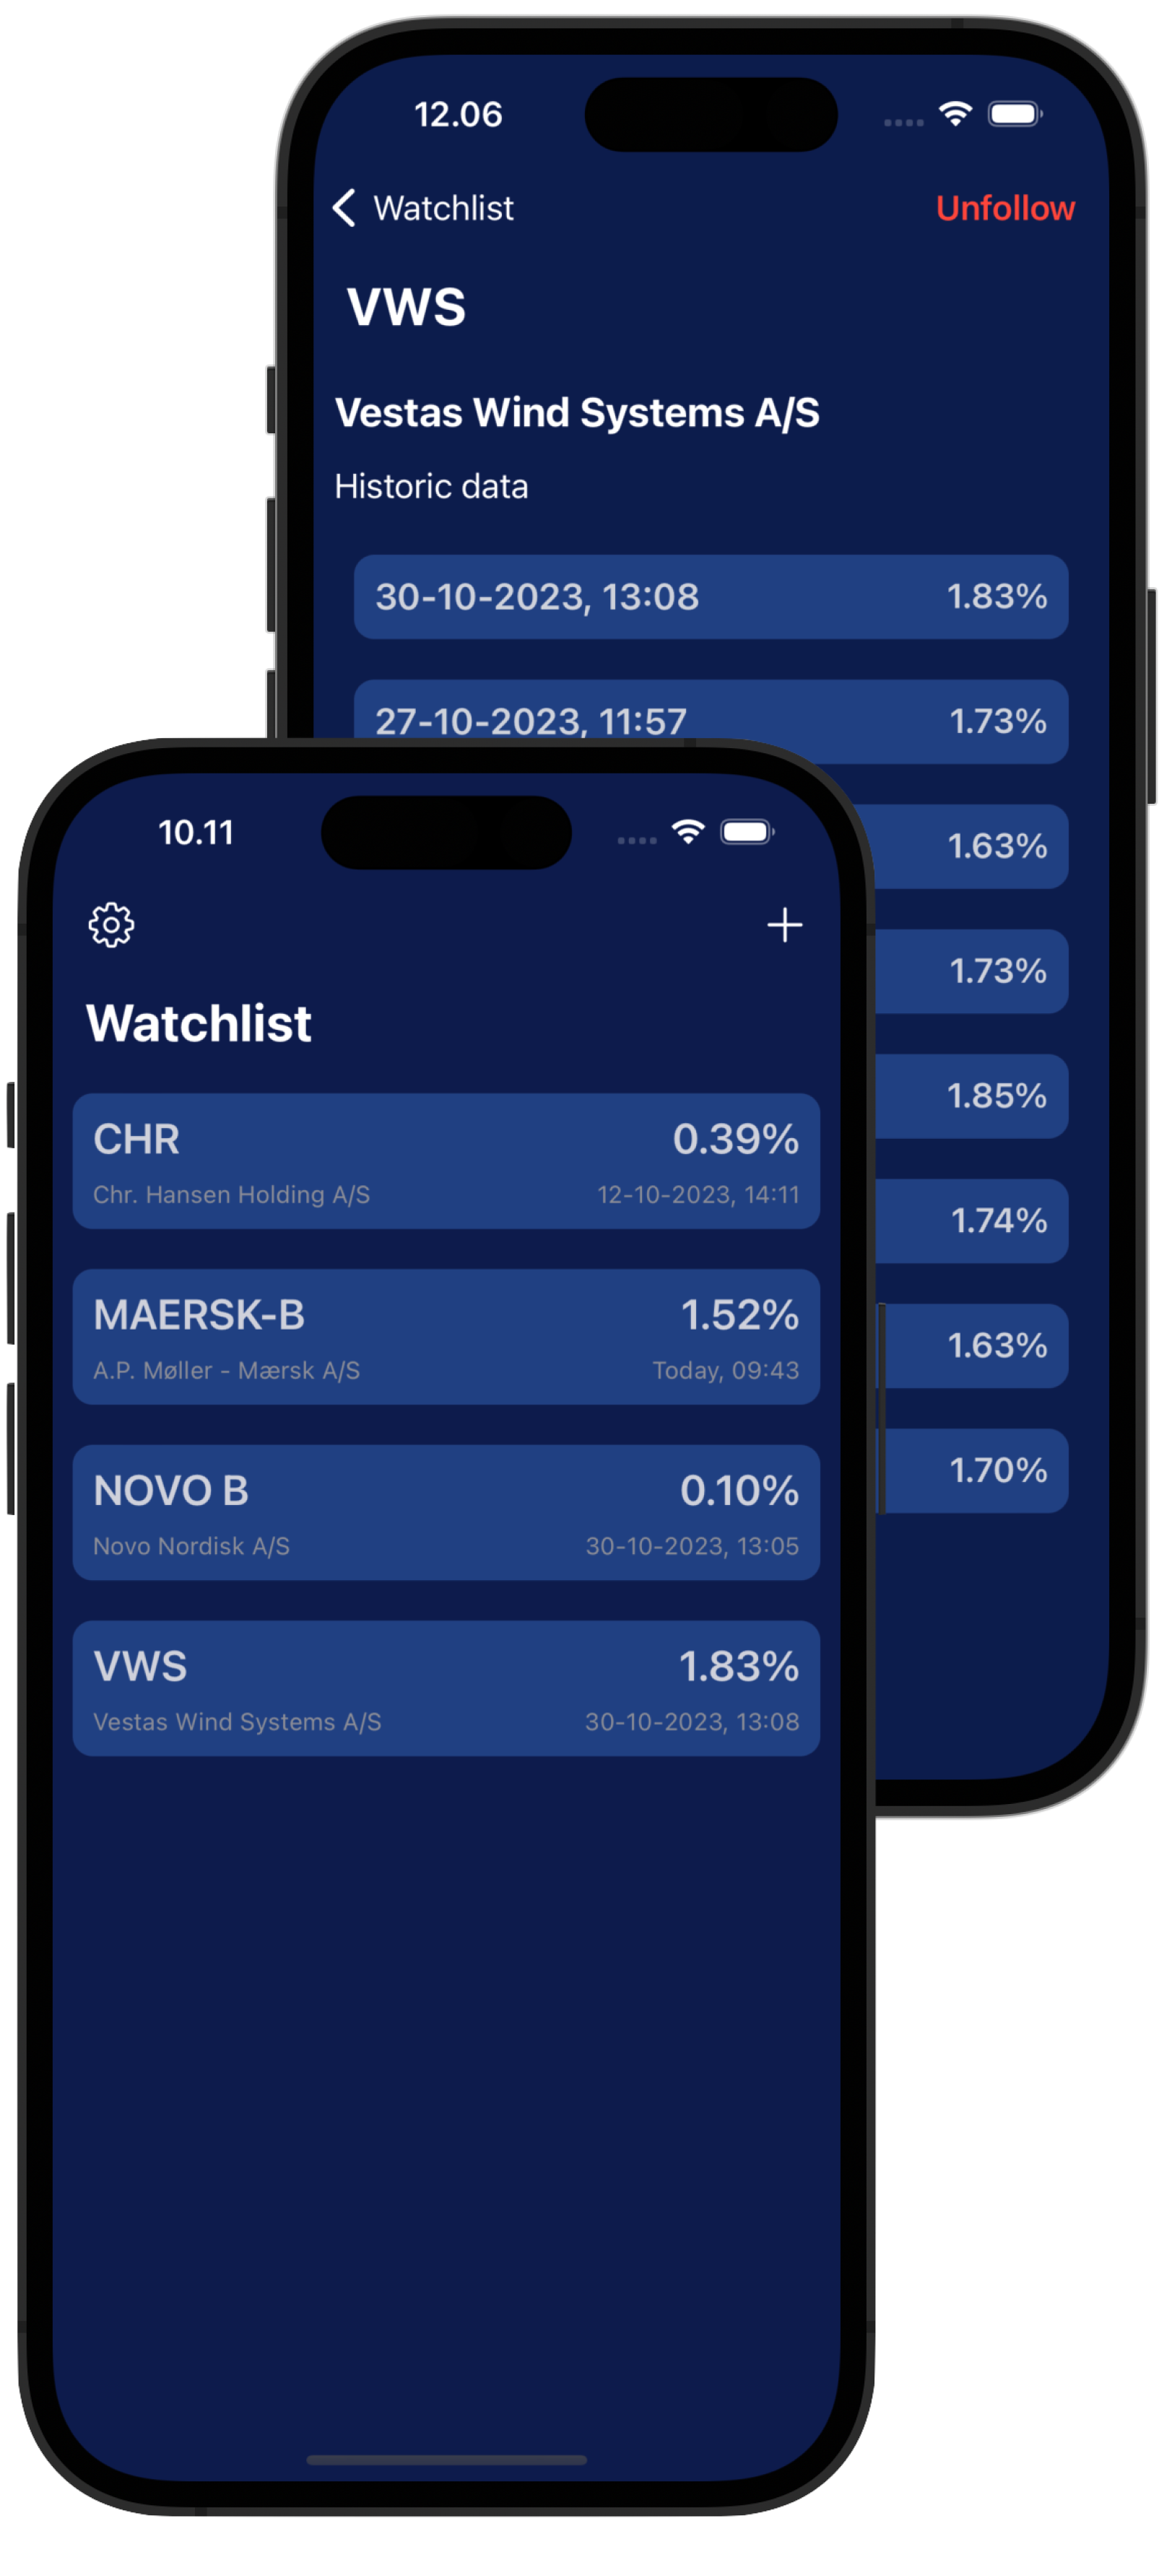 12.06
Watchlist
Unfollow
VWS
Vestas Wind Systems A/S
Historic data
30-10-2023, 13:08 1.83%
27-10-2023, 11:57 1.73%
1.63%
1.73%
1.85%
1.74%
1.63%
1.70%
10.11
Watchlist
CHR 0.39%
Chr. Hansen Holding A/S 12-10-2023, 14:11
MAERSK-B 1.52%
A.P. Møller - Mærsk A/S Today, 09:43
NOVO B 0.10%
Novo Nordisk A/S 30-10-2023, 13:05
VWS 1.83%
Vestas Wind Systems A/S 30-10-2023, 13:08